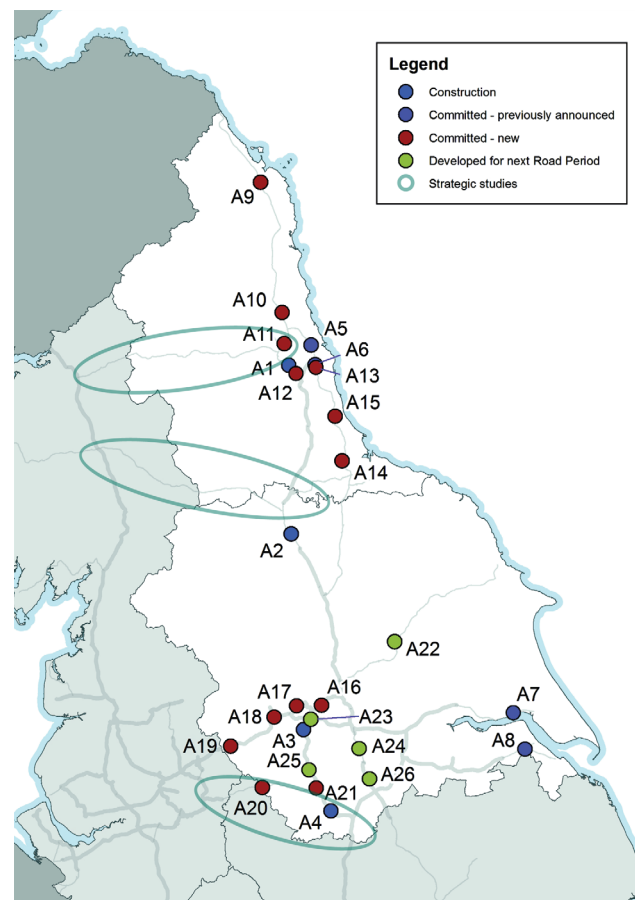 Legend
Construction
Committed - previously announced
Committed - new
Developed for next Road Period
Strategic studies
A9
A10
A11
A5
A6
A1
A13
A12
A15
A14
A2
A22
A17
A16
A7
A18
A23
A3
A19
A24
A8
A25
A26
A20
A21
A4